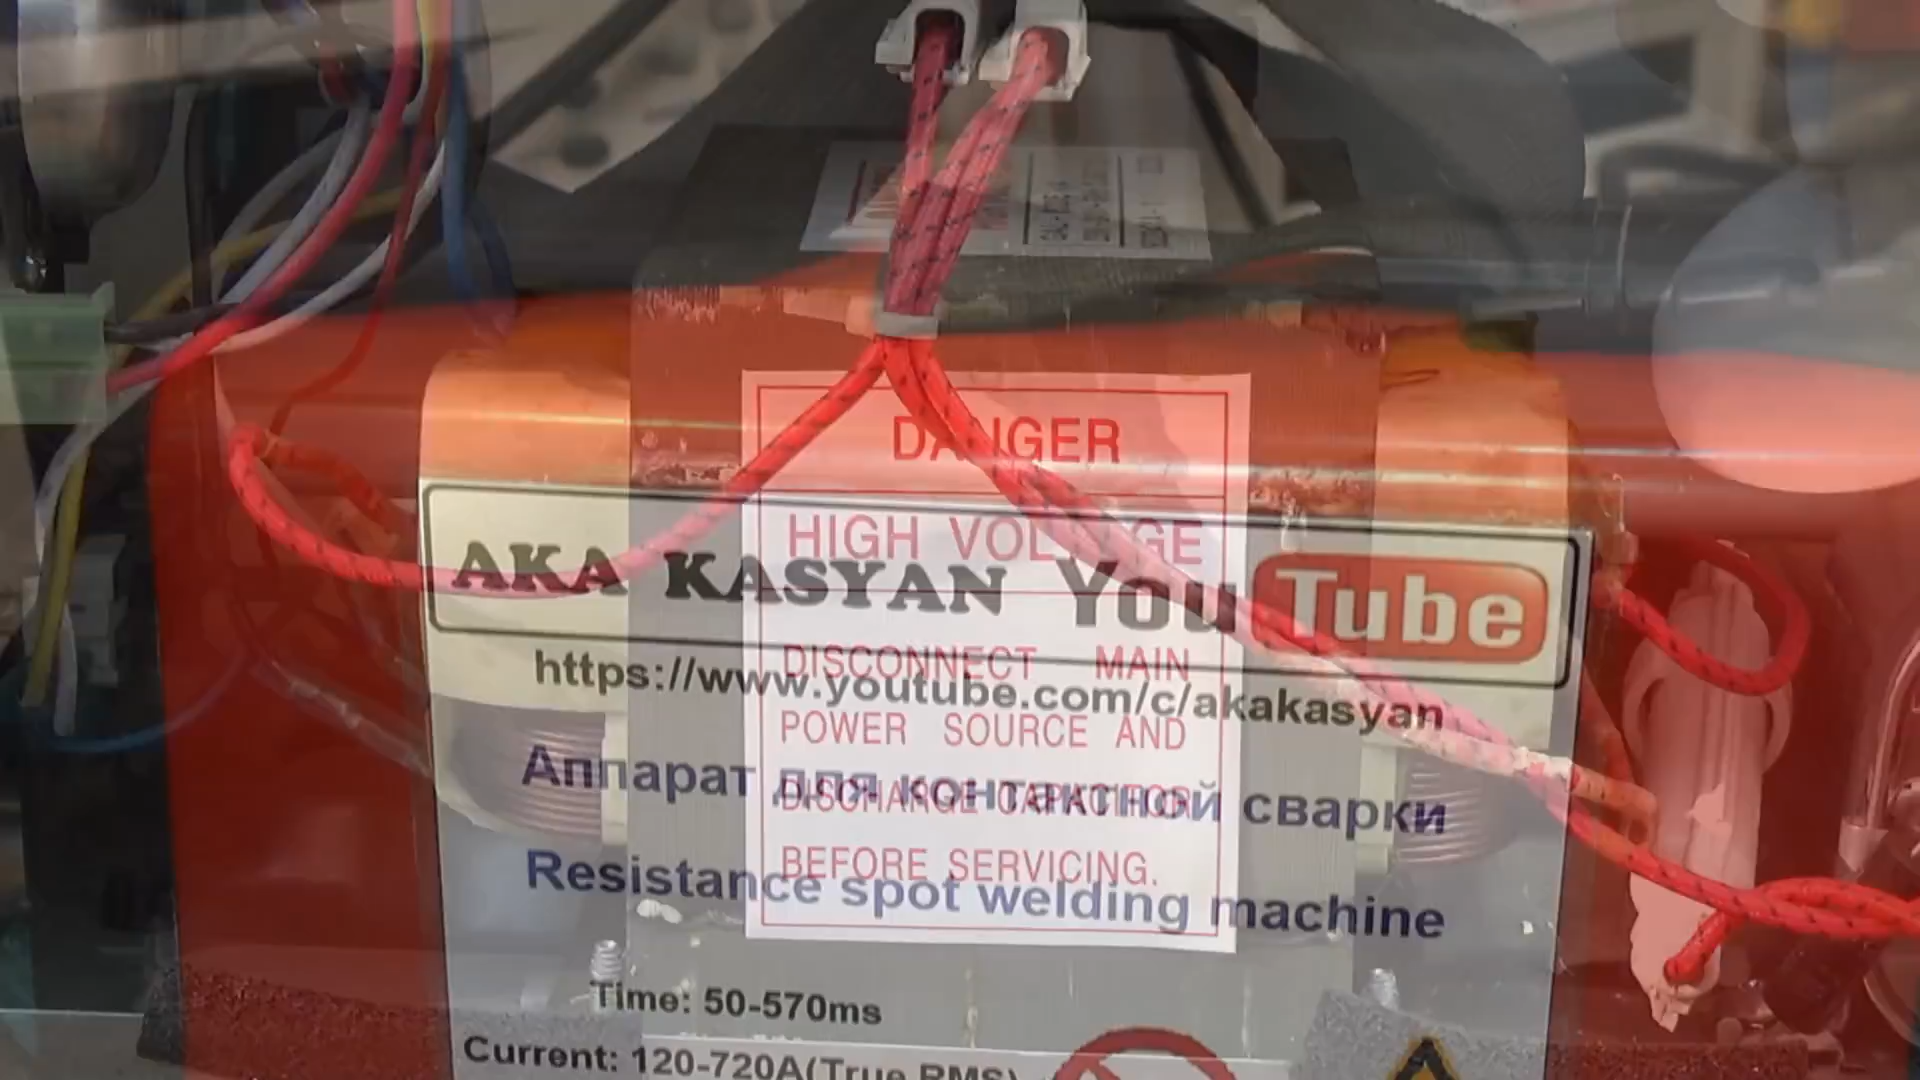 DANGER
HIGH VOLTAGE
AKA KASYAN YouTube
DISCONNECT MAIN
https://www.youtube.com/c/akakasyan
POWER SOURCE AND
Аппарат для контактной сварки
DISCHARGE CAPACITOR
BEFORE SERVICING.
Resistance spot welding machine
Time: 50-570ms
Current: 120-720A(True RMS)